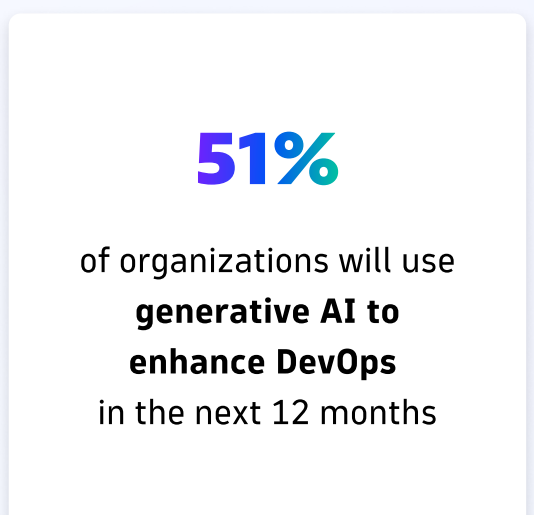 51%
of organizations will use
generative AI to
enhance DevOps
in the next 12 months